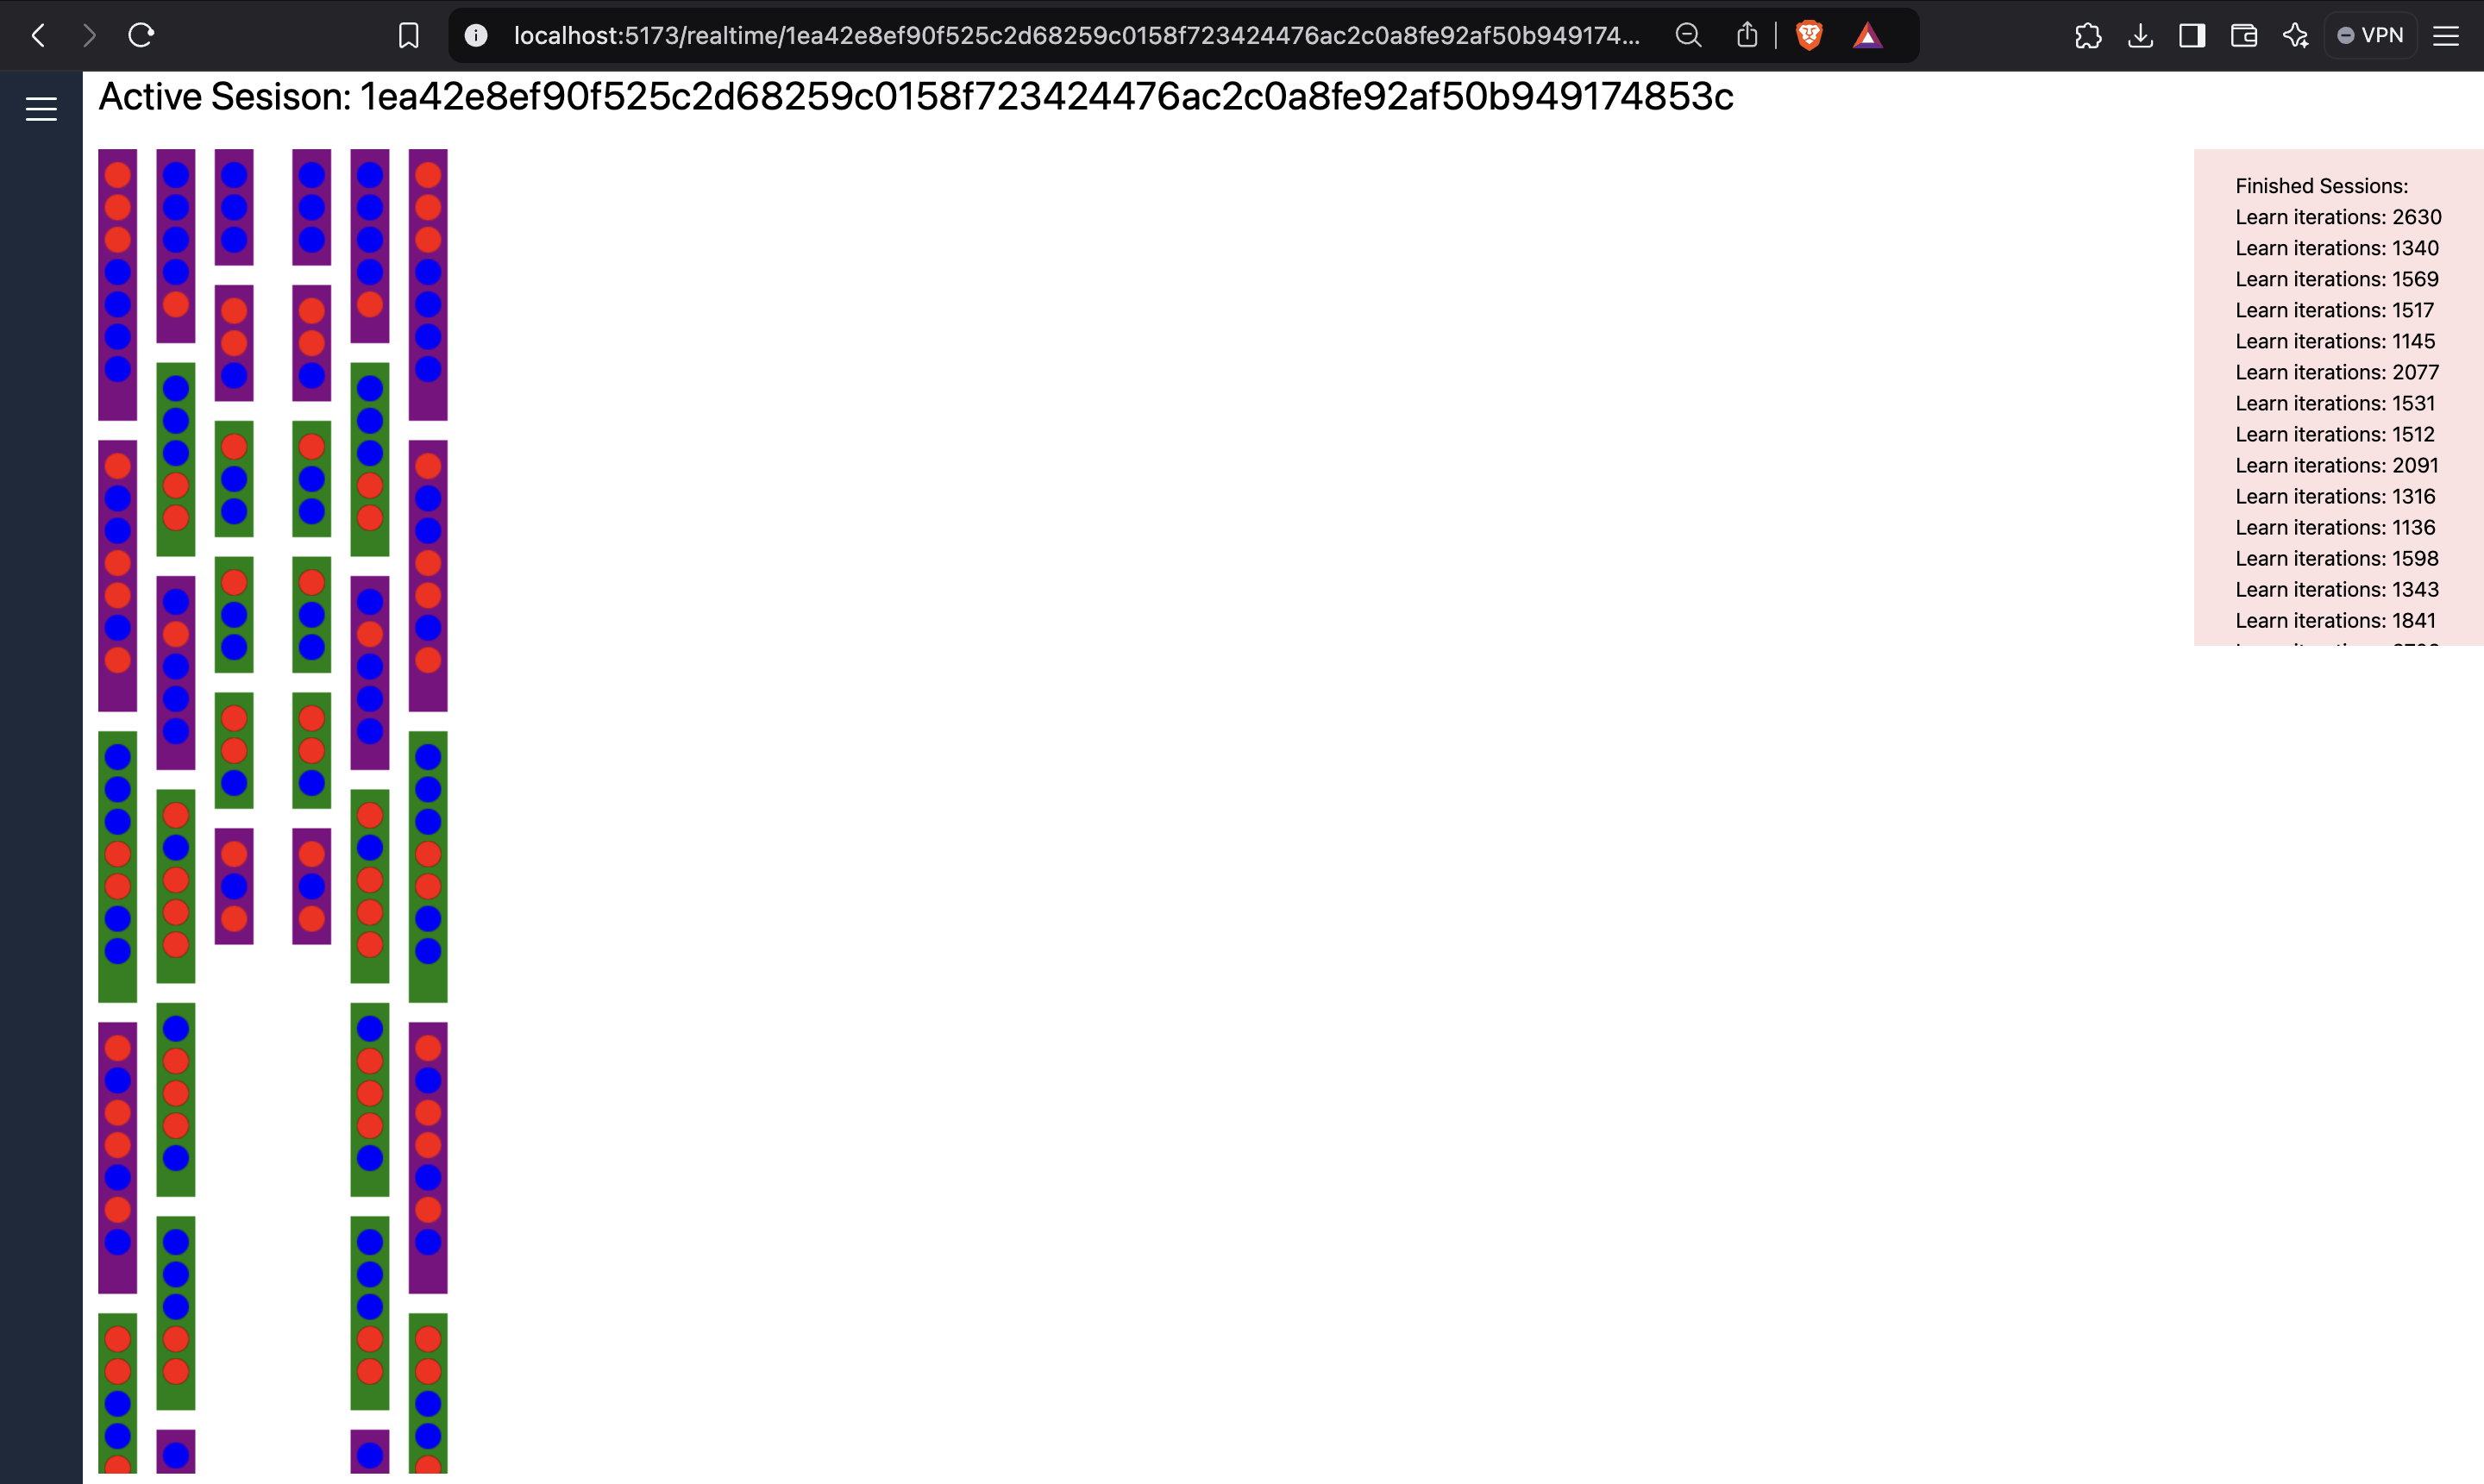 localhost:5173/realtime/1ea42e8ef90f525c2d68259c0158f723424476ac2c0a8fe92af50b949174...
VPN
Active Sesison: 1ea42e8ef90f525c2d68259c0158f723424476ac2c0a8fe92af50b949174853c
Finished Sessions:
Learn iterations: 2630
Learn iterations: 1340
Learn iterations: 1569
Learn iterations: 1517
Learn iterations: 1145
Learn iterations: 2077
Learn iterations: 1531
Learn iterations: 1512
Learn iterations: 2091
Learn iterations: 1316
Learn iterations: 1136
Learn iterations: 1598
Learn iterations: 1343
Learn iterations: 1841